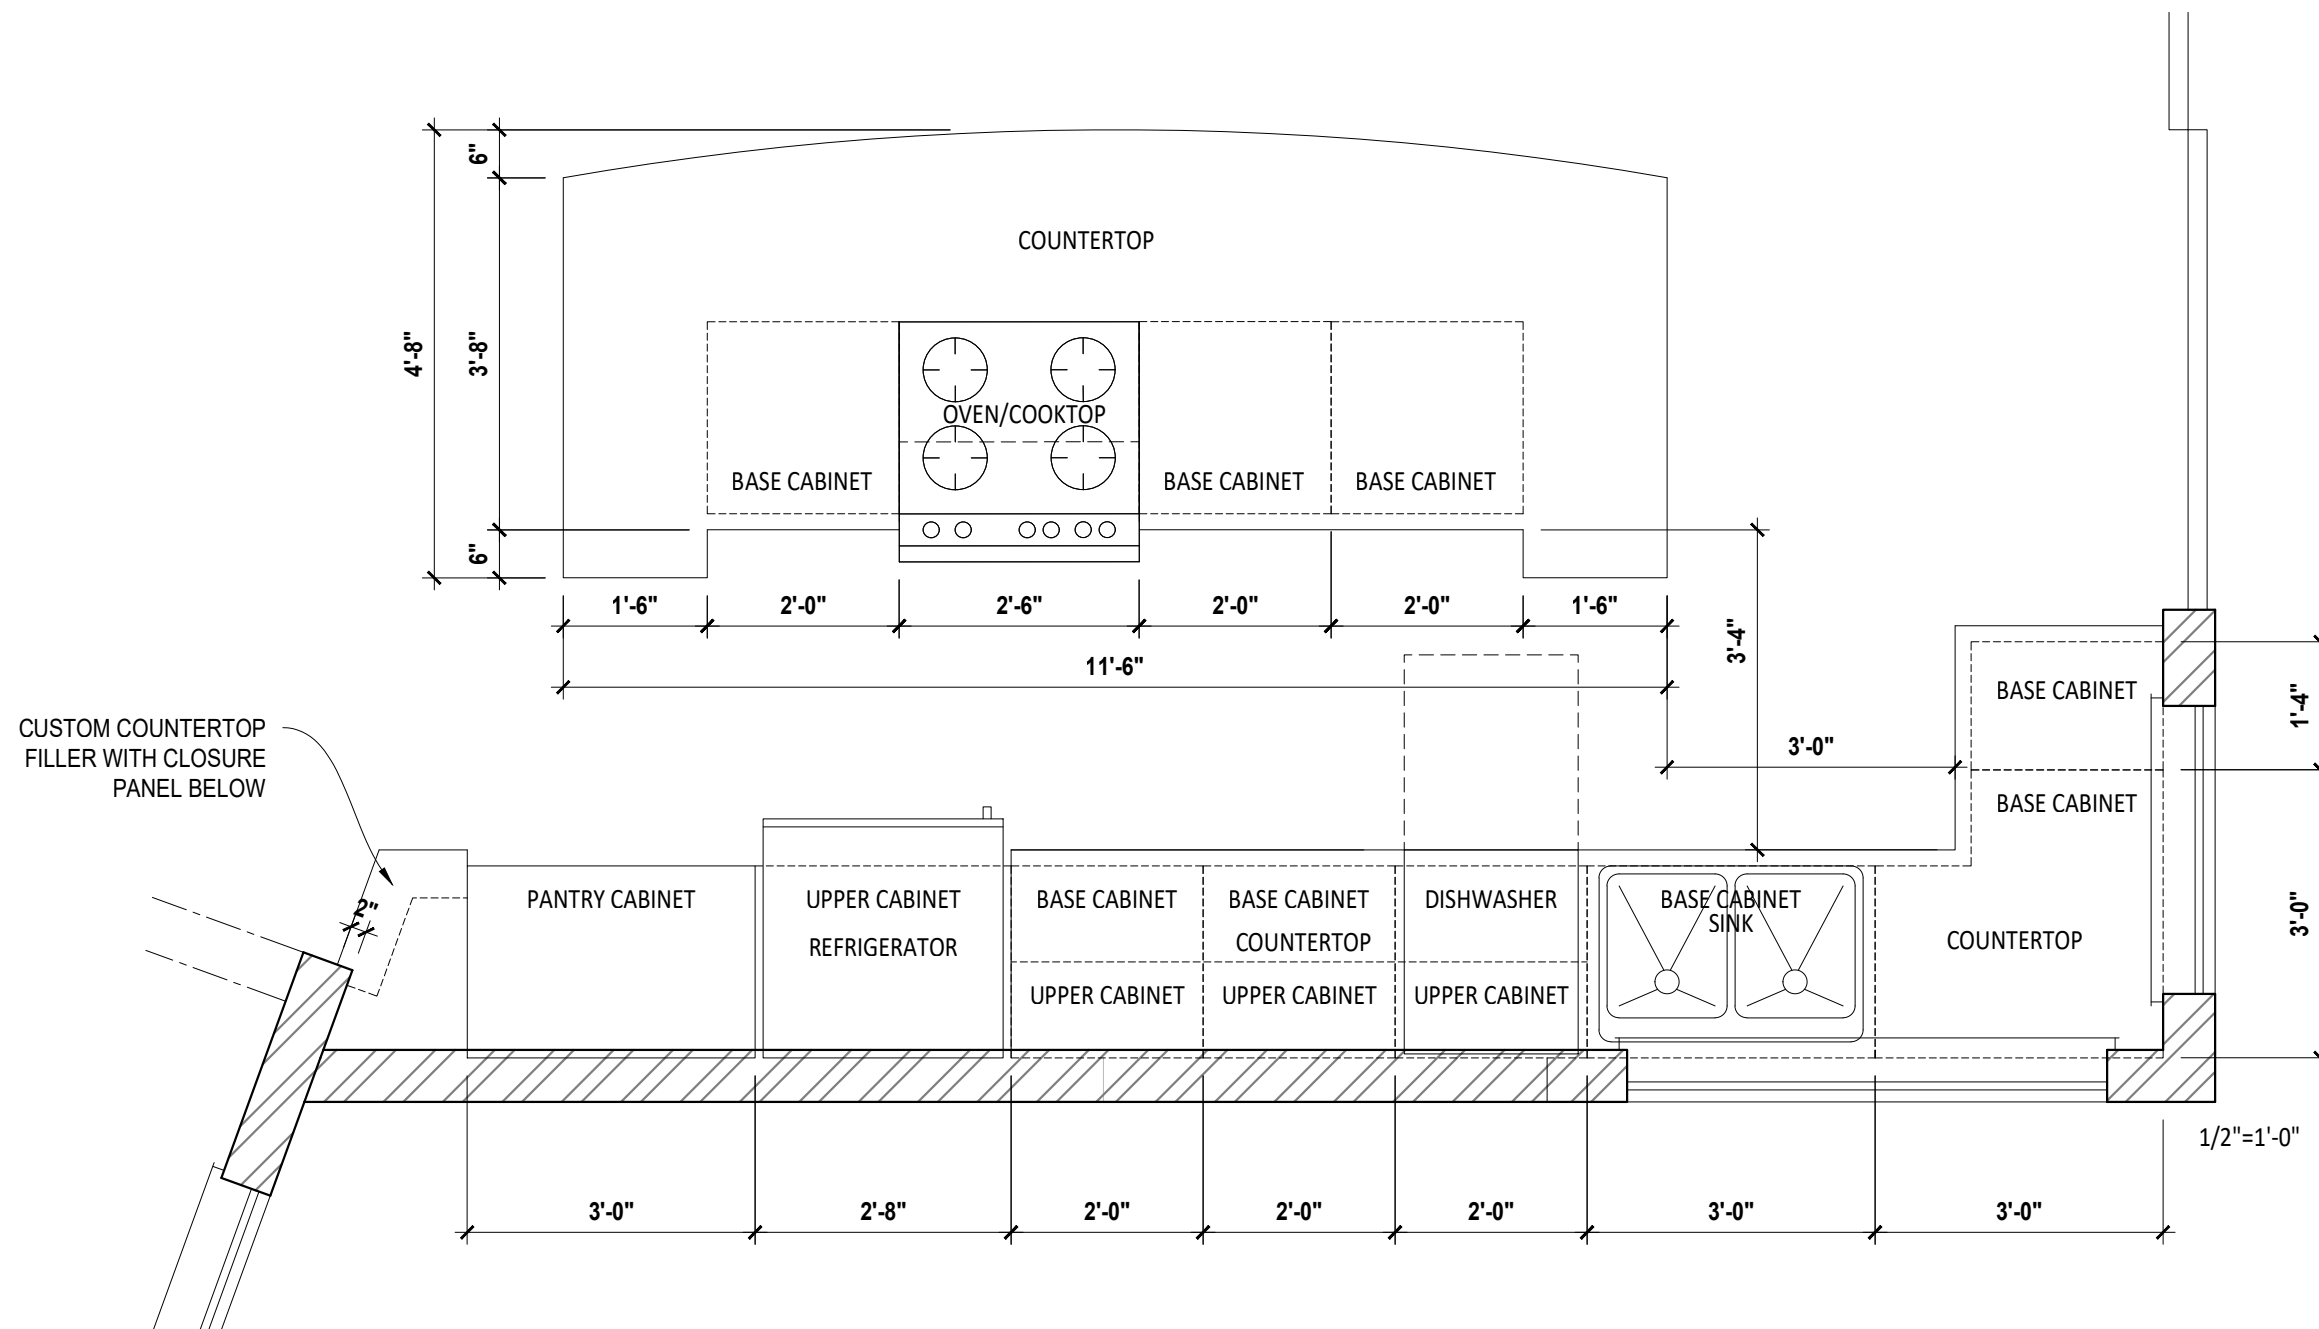 6"
COUNTERTOP
4'-8"
3'-8"
OVEN/COOKTOP
BASE CABINET
BASE CABINET
BASE CABINET
6"
1'-6"
2'-0"
2'-6"
2'-0"
2'-0"
1'-6"
3'-4"
11'-6"
BASE CABINET
1'-4"
CUSTOM COUNTERTOP
FILLER WITH CLOSURE
PANEL BELOW
3'-0"
BASE CABINET
2"
PANTRY CABINET
UPPER CABINET
REFRIGERATOR
BASE CABINET
BASE CABINET
COUNTERTOP
DISHWASHER
BASE CABINET
SINK
COUNTERTOP
3'-0"
UPPER CABINET
UPPER CABINET
UPPER CABINET
1/2"=1'-0"
3'-0"
2'-8"
2'-0"
2'-0"
2'-0"
3'-0"
3'-0"